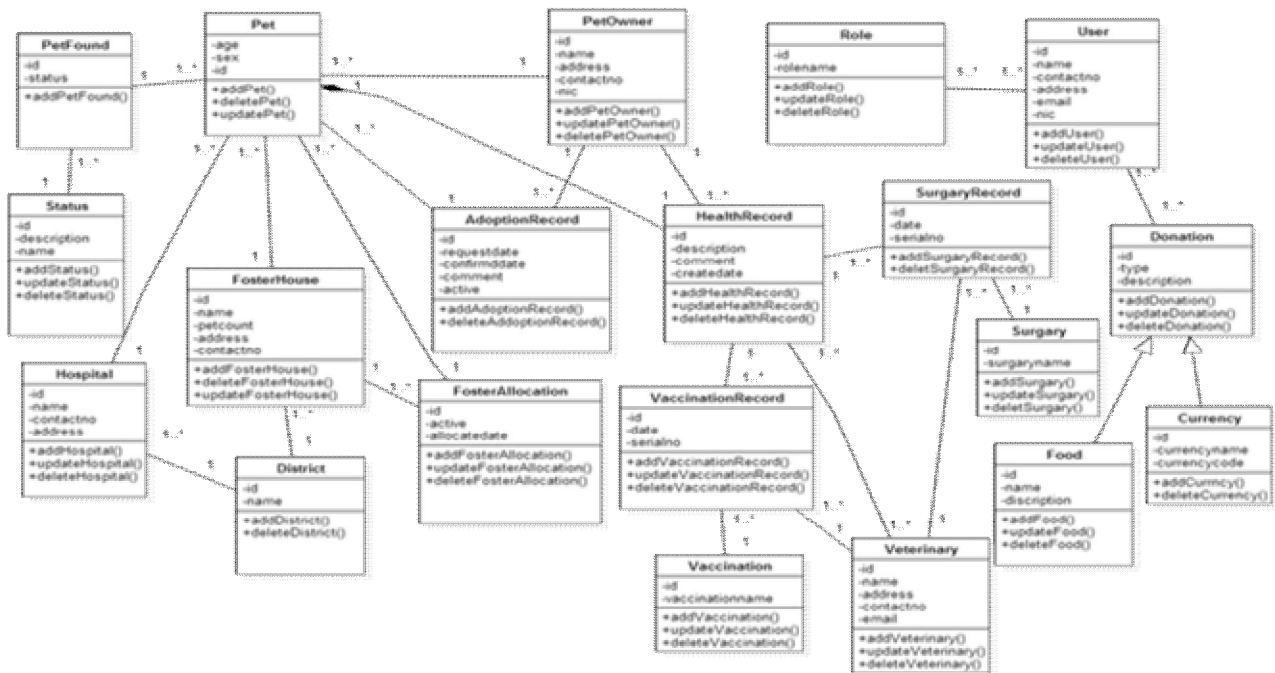 PetFound
-id
-status
+addPetFound()
Pet
-age
-sex
-id
+addPet()
+deletePet()
+updatePet()
PetOwner
-id
-name
-address
-contactno
-nic
+addPetOwner()
+updatePetOwner()
+deletePetOwner()
Role
-id
-rolename
+addRole()
+updateRole()
+deleteRole()
User
-id
-name
-contactno
-address
-email
-nic
+addUser()
+updateUser()
+deleteUser()
Status
-id
-description
-name
+addStatus()
+updateStatus()
+deleteStatus()
AdoptionRecord
-id
-requestdate
-confirmddate
-comment
-active
+addAdoptionRecord()
+deleteAddoptionRecord()
HealthRecord
-id
-description
-comment
-createdate
+addHealthRecord()
+updateHealthRecord()
+deleteHealthRecord()
SurgaryRecord
-id
-date
-serialno
+addSurgaryRecord()
+deletSurgaryRecord()
Donation
-id
-type
-description
+addDonation()
+updateDonation()
+deleteDonation()
FosterHouse
-id
-name
-petcount
-address
-contactno
+addFosterHouse()
+deleteFosterHouse()
+updateFosterHouse()
Surgary
-id
-surgaryname
+addSurgary()
+updateSurgary()
+deletSurgary()
Hospital
-id
-name
-contactno
-address
+addHospital()
+updateHospital()
+deleteHospital()
FosterAllocation
-id
-active
-allocatedate
+addFosterAllocation()
+updateFosterAllocation()
+deleteFosterAllocation()
VaccinationRecord
-id
-date
-serialno
+addVaccinationRecord()
+updateVaccinationRecord()
+deleteVaccinationRecord()
Currency
-id
-currencyname
-currencycode
+addCurrncy()
+deleteCurrency()
District
-id
-name
+addDistrict()
+deleteDistrict()
Food
-id
-name
-discription
+addFood()
+updateFood()
+deleteFood()
Vaccination
-id
-vaccinationname
+addVaccination()
+updateVaccination()
+deleteVaccination()
Veterinary
-id
-name
-address
-contactno
-email
+addVeterinary()
+updateVeterinary()
+deleteVeterinary()